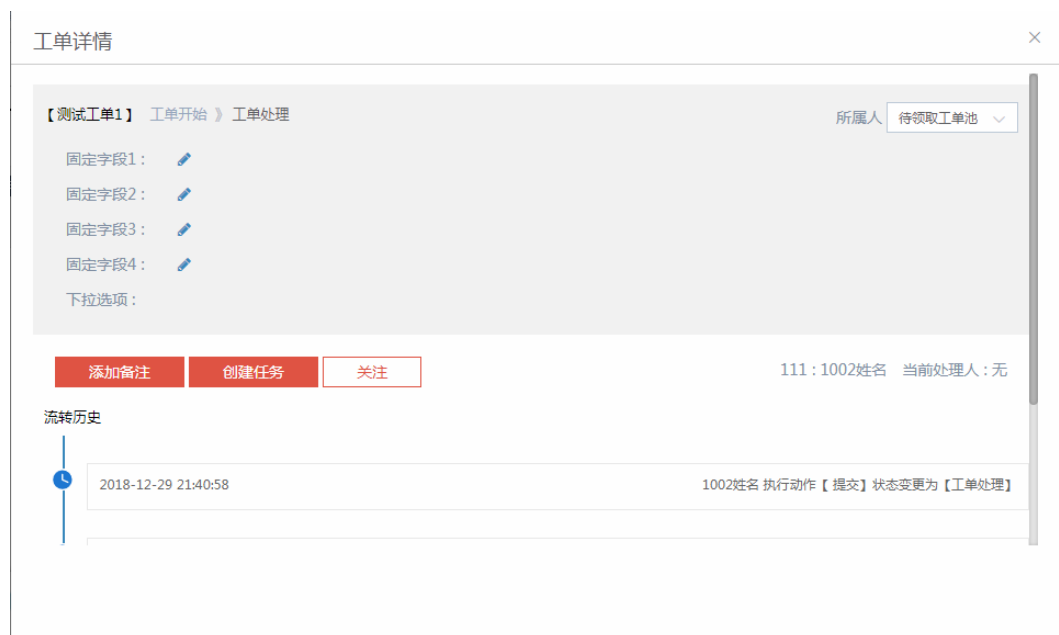 工单详情
【测试工单1】 工单开始 》 工单处理
所属人 待领取工单池
固定字段1：
固定字段2：
固定字段3：
固定字段4：
下拉选项：
添加备注 创建任务 关注 111：1002姓名 当前处理人：无
流转历史
2018-12-29 21:40:58 1002姓名 执行动作【 提交】状态变更为【工单处理】